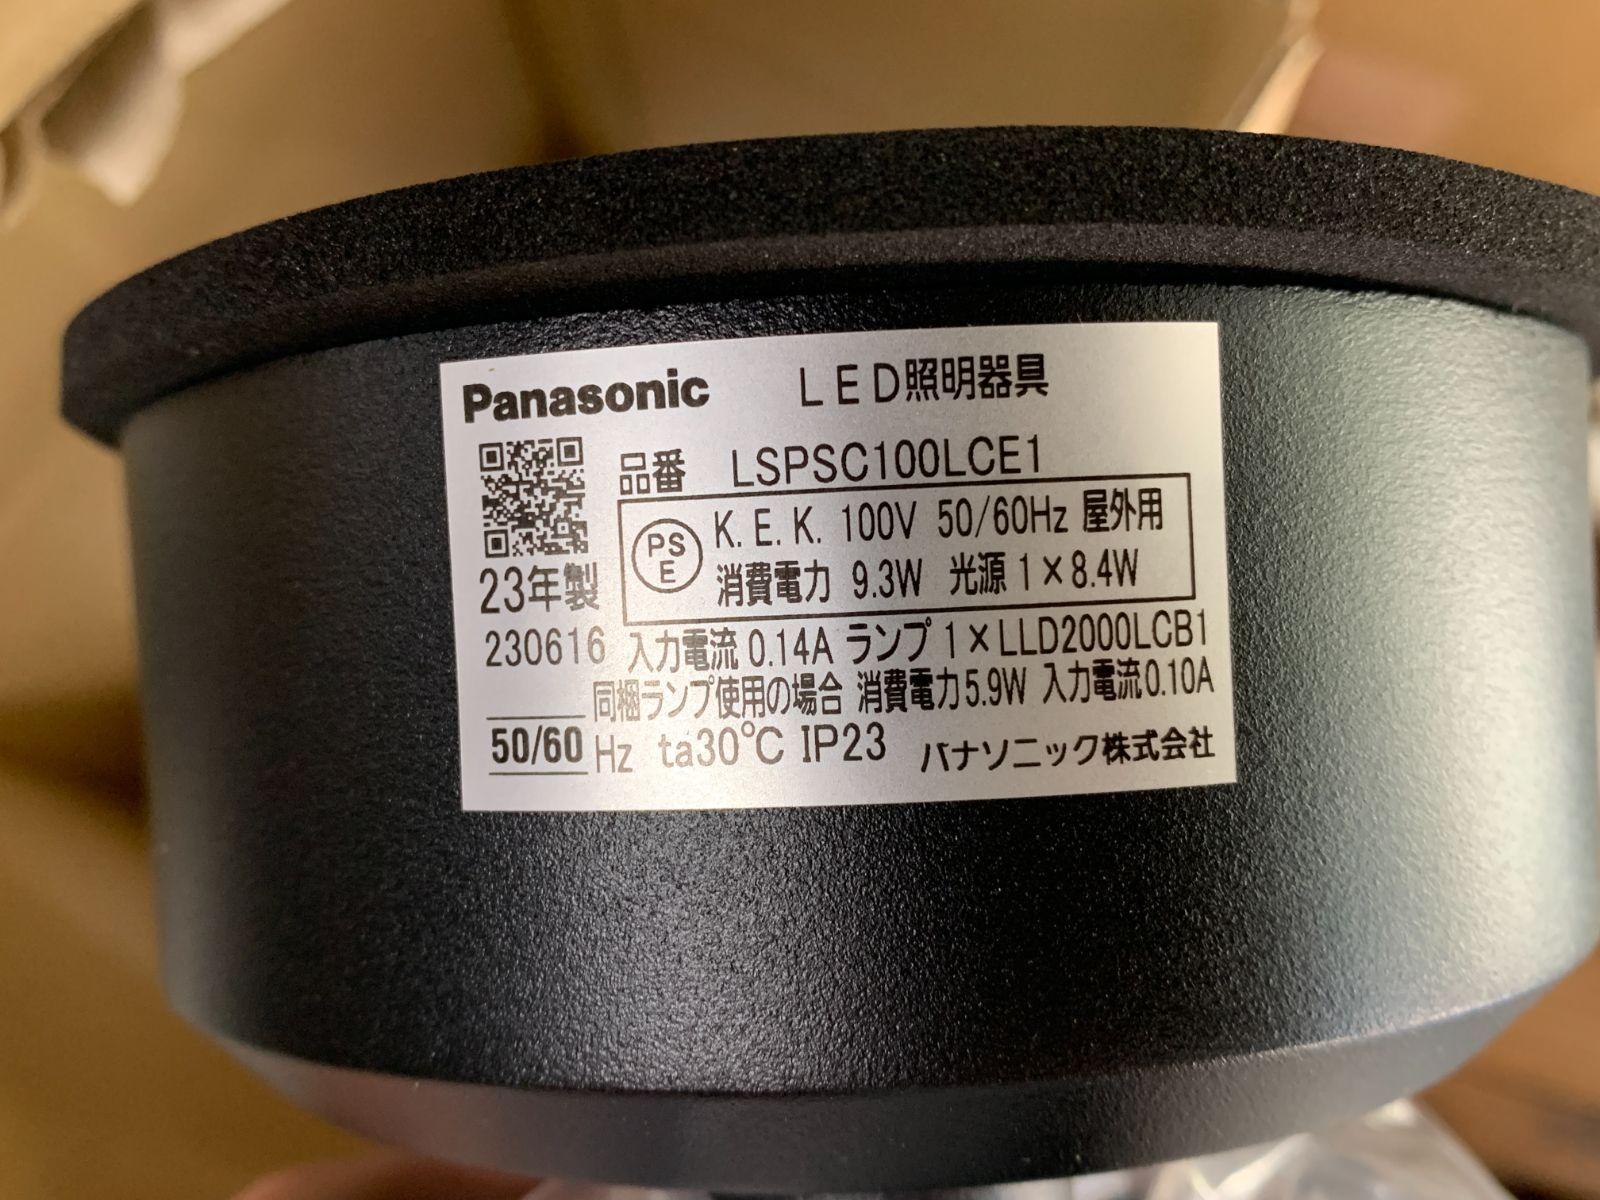 Panasonic LED照明器具
品番 LSPSC100LCE1
PSE K.E.K. 100V 50/60Hz 屋外用
消費電力 9.3W 光源 1×8.4W
23年製
230616 入力電流 0.14A ランプ 1×LLD2000LCB1
同梱ランプ使用の場合 消費電力5.9W 入力電流0.10A
50/60 Hz ta30℃ IP23 パナソニック株式会社